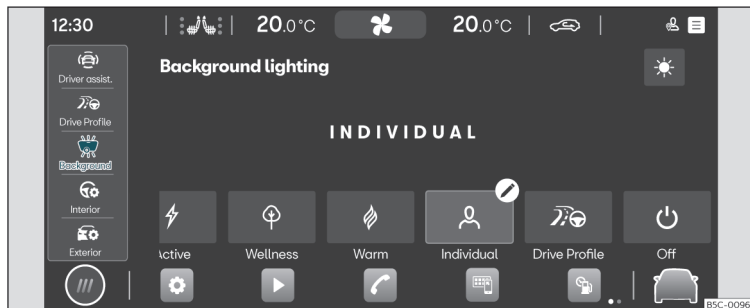 12:30 20.0°C 20.0°C
Driver assist.
Background lighting
Drive Profile
INDIVIDUAL
Background
Interior
Exterior
ctive Wellness Warm Individual Drive Profile Off
B5C-0096